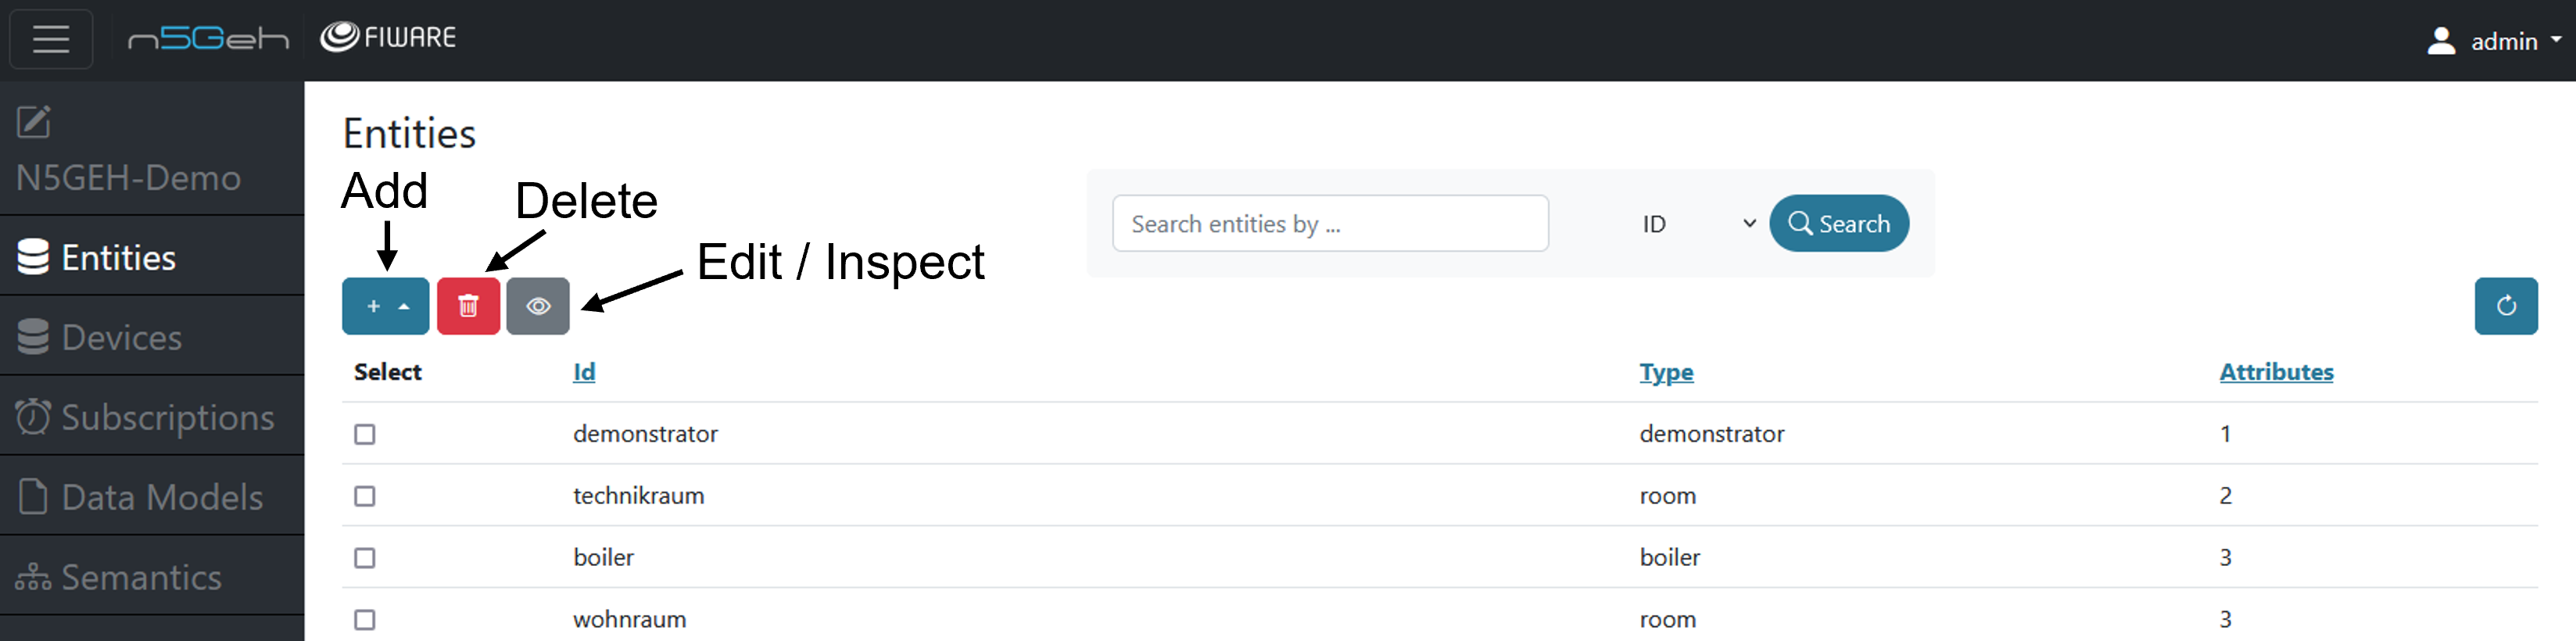 n5Geh FIWARE admin
N5GEH-Demo
Entities
Devices
Subscriptions
Data Models
Semantics
Entities
Add
Delete
Edit / Inspect
Search entities by ... ID Search
+
Select Id Type Attributes
demonstrator demonstrator 1
technikraum room 2
boiler boiler 3
wohnraum room 3